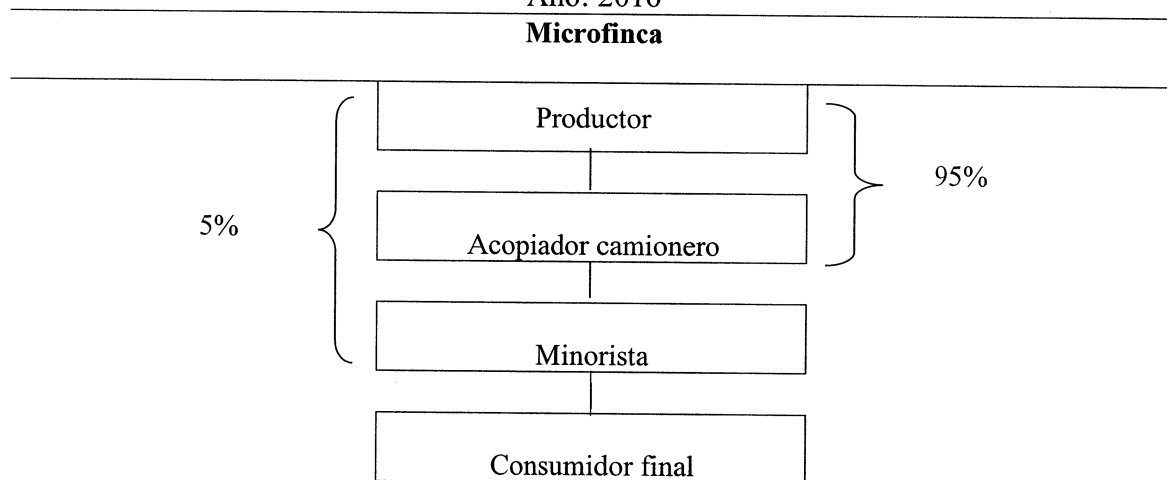 Microfinca
Productor
95%
5%
Acopiador camionero
Minorista
Consumidor final